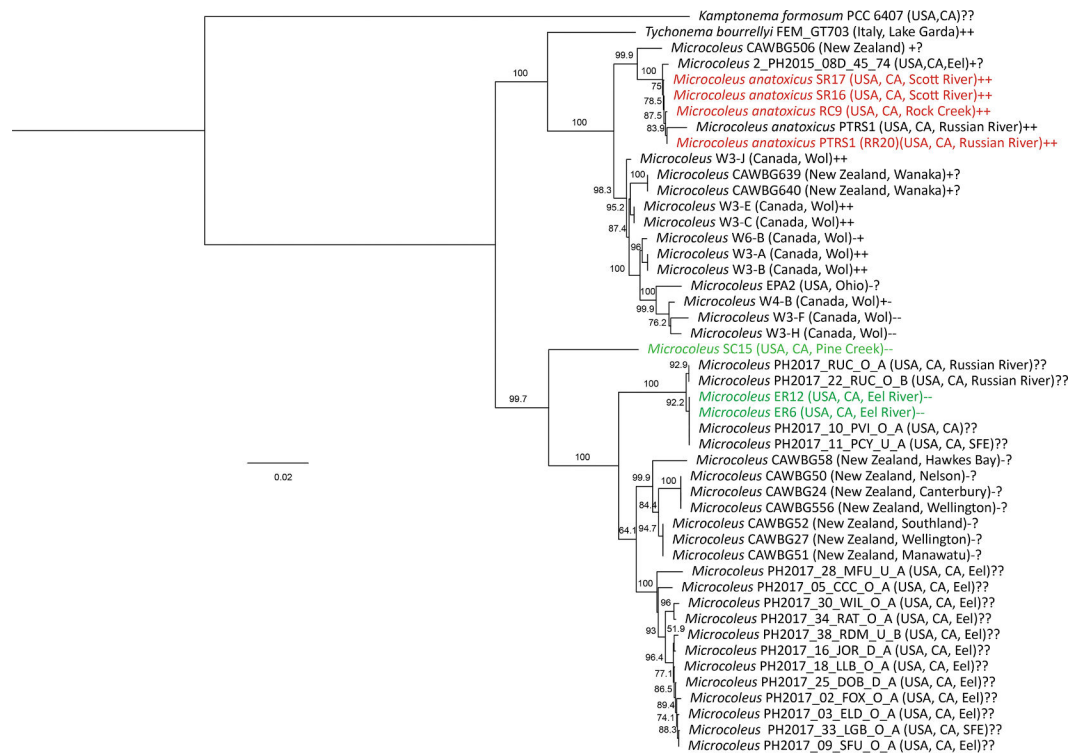 Kamptonema formosum PCC 6407 (USA,CA)??
Tychonema bourrellyi FEM_GT703 (Italy, Lake Garda)++
99.9
Microcoleus CAWBG506 (New Zealand) +?
100
100
Microcoleus 2_PH2015_08D_45_74 (USA,CA,Eel)+?
75
Microcoleus anatoxicus SR17 (USA, CA, Scott River)++
78.5
Microcoleus anatoxicus SR16 (USA, CA, Scott River)++
87.5
Microcoleus anatoxicus RC9 (USA, CA, Rock Creek)++
100
83.9
Microcoleus anatoxicus PTRS1 (USA, CA, Russian River)++
Microcoleus anatoxicus PTRS1 (RR20)(USA, CA, Russian River)++
Microcoleus W3-J (Canada, Wol)++
98.3
100
Microcoleus CAWBG639 (New Zealand, Wanaka)+?
Microcoleus CAWBG640 (New Zealand, Wanaka)+?
95.2
Microcoleus W3-E (Canada, Wol)++
87.4
Microcoleus W3-C (Canada, Wol)++
96
Microcoleus W6-B (Canada, Wol)-+
Microcoleus W3-A (Canada, Wol)++
100
Microcoleus W3-B (Canada, Wol)++
100
Microcoleus EPA2 (USA, Ohio)-?
99.9
Microcoleus W4-B (Canada, Wol)+-
76.2
Microcoleus W3-F (Canada, Wol)--
Microcoleus W3-H (Canada, Wol)--
Microcoleus SC15 (USA, CA, Pine Creek)--
92.9
Microcoleus PH2017_RUC_O_A (USA, CA, Russian River)??
100
Microcoleus PH2017_22_RUC_O_B (USA, CA, Russian River)??
99.7
92.2
Microcoleus ER12 (USA, CA, Eel River)--
Microcoleus ER6 (USA, CA, Eel River)--
Microcoleus PH2017_10_PVI_O_A (USA, CA)??
Microcoleus PH2017_11_PCY_U_A (USA, CA, SFE)??
100
Microcoleus CAWBG58 (New Zealand, Hawkes Bay)-?
0.02
99.9
100
Microcoleus CAWBG50 (New Zealand, Nelson)-?
Microcoleus CAWBG24 (New Zealand, Canterbury)-?
84.4
Microcoleus CAWBG556 (New Zealand, Wellington)-?
64.1
94.7
Microcoleus CAWBG52 (New Zealand, Southland)-?
Microcoleus CAWBG27 (New Zealand, Wellington)-?
Microcoleus CAWBG51 (New Zealand, Manawatu)-?
100
Microcoleus PH2017_28_MFU_U_A (USA, CA, Eel)??
Microcoleus PH2017_05_CCC_O_A (USA, CA, Eel)??
96
Microcoleus PH2017_30_WIL_O_A (USA, CA, Eel)??
Microcoleus PH2017_34_RAT_O_A (USA, CA, Eel)??
93
51.9
Microcoleus PH2017_38_RDM_U_B (USA, CA, Eel)??
Microcoleus PH2017_16_JOR_D_A (USA, CA, Eel)??
96.4
Microcoleus PH2017_18_LLB_O_A (USA, CA, Eel)??
77.1
Microcoleus PH2017_25_DOB_D_A (USA, CA, Eel)??
86.5
Microcoleus PH2017_02_FOX_O_A (USA, CA, Eel)??
89.4
Microcoleus PH2017_03_ELD_O_A (USA, CA, Eel)??
74.1
Microcoleus PH2017_33_LGB_O_A (USA, CA, SFE)??
88.3
Microcoleus PH2017_09_SFU_O_A (USA, CA, Eel)??